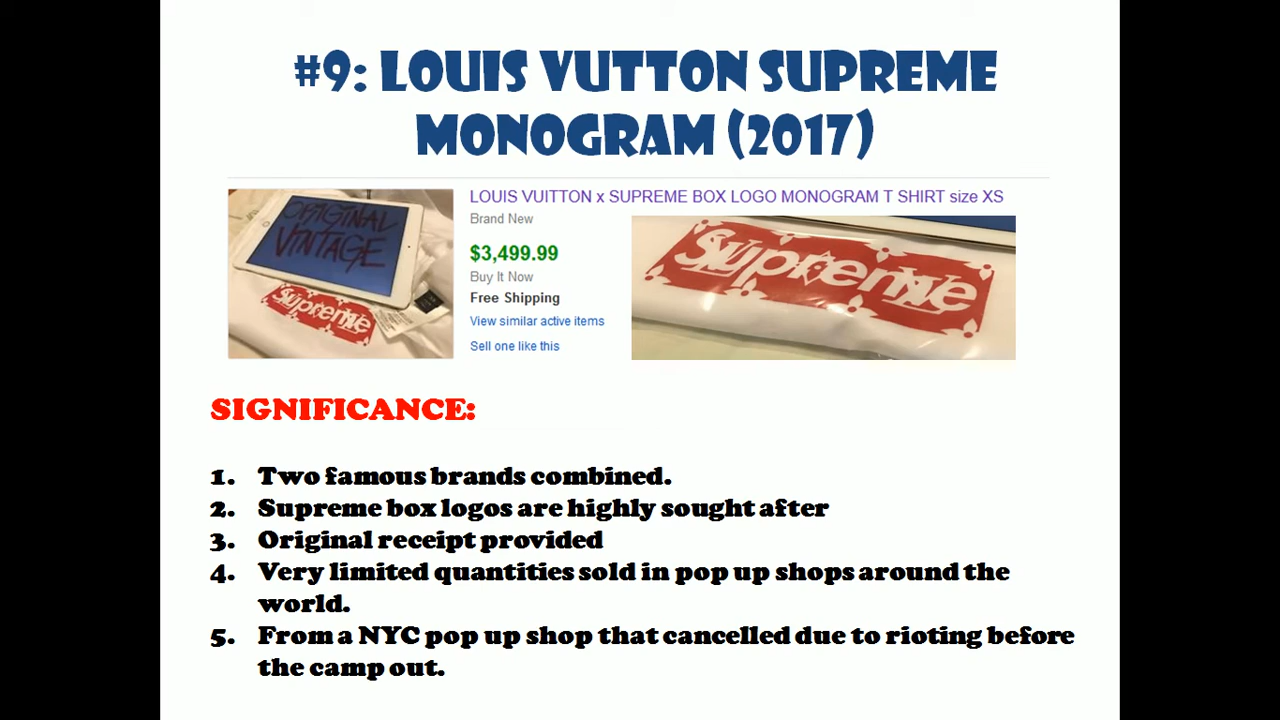 #9: LOUIS VUTTON SUPREME
MONOGRAM (2017)
ORIGINAL
VINTAGE
Supreme
LOUIS VUITTON x SUPREME BOX LOGO MONOGRAM T SHIRT size XS
Brand New
$3,499.99
Buy It Now
Free Shipping
View similar active items
Sell one like this
Supreme
SIGNIFICANCE:
1. Two famous brands combined.
2. Supreme box logos are highly sought after
3. Original receipt provided
4. Very limited quantities sold in pop up shops around the
world.
5. From a NYC pop up shop that cancelled due to rioting before
the camp out.